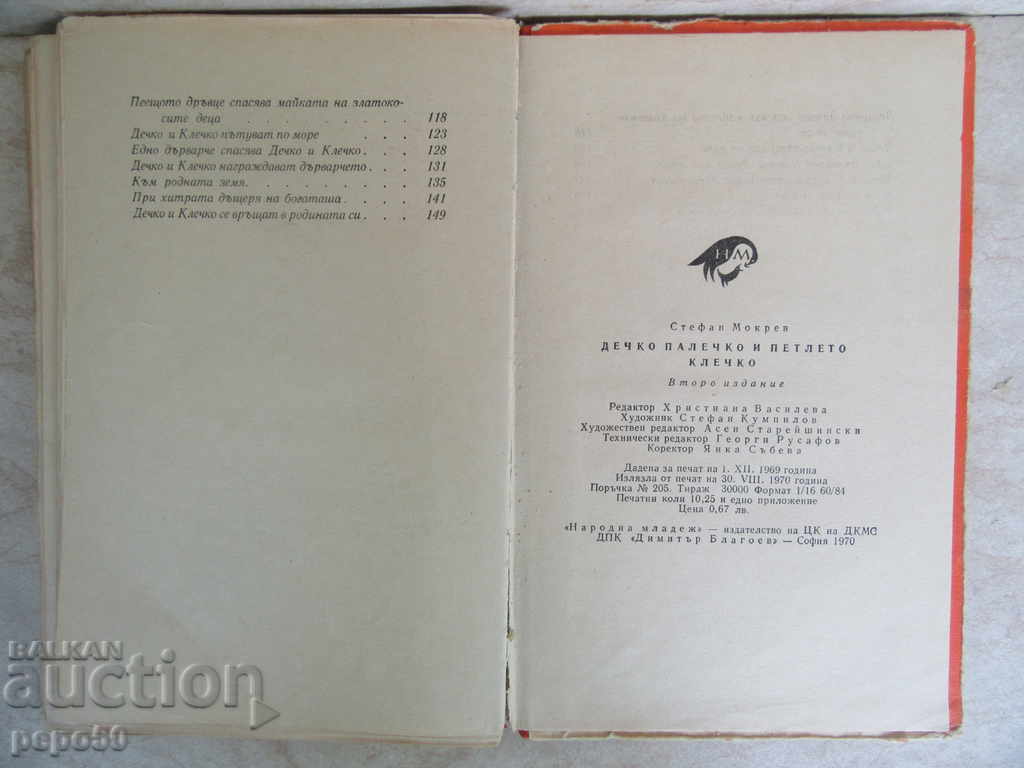 Пеещото дръвце спасява майката на златоко-
сите деца . . . . . . . . . . 118
Дечко и Клечко пътуват по море . . . 123
Едно дърварче спасява Дечко и Клечко . . . 128
Дечко и Клечко награждават дърварчето . . . 131
Към родната земя . . . . . . . . 135
При хитрата дъщеря на богаташа . . . . 141
Дечко и Клечко се връщат в родината си . . . 149
НМ
Стефан Мокрев
ДЕЧКО ПАЛЕЧКО И ПЕТЛЕТО
КЛЕЧКО
Второ издание
Редактор Христиана Василева
Художник Стефан Кумпилов
Художествен редактор Асен Старейшински
Технически редактор Георги Русафов
Коректор Янка Събева
Дадена за печат на 1. XII. 1969 година
Излязла от печат на 30. VIII. 1970 година
Поръчка № 205. Тираж 30000 Формат 1/16 60/84
Печатни коли 10,25 и едно приложение
Цена 0,67 лв.
«Народна младеж» — издателство на ЦК на ДКМС
ДПК «Димитър Благоев» — София 1970
BALKAN
auction
pepo50